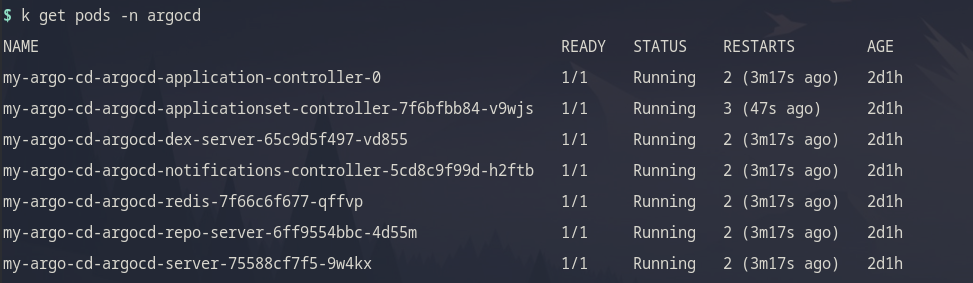 $ k get pods -n argocd
NAME READY STATUS RESTARTS AGE
my-argo-cd-argocd-application-controller-0 1/1 Running 2 (3m17s ago) 2d1h
my-argo-cd-argocd-applicationset-controller-7f6bfbb84-v9wjs 1/1 Running 3 (47s ago) 2d1h
my-argo-cd-argocd-dex-server-65c9d5f497-vd855 1/1 Running 2 (3m17s ago) 2d1h
my-argo-cd-argocd-notifications-controller-5cd8c9f99d-h2ftb 1/1 Running 2 (3m17s ago) 2d1h
my-argo-cd-argocd-redis-7f66c6f677-qffvp 1/1 Running 2 (3m17s ago) 2d1h
my-argo-cd-argocd-repo-server-6ff9554bbc-4d55m 1/1 Running 2 (3m17s ago) 2d1h
my-argo-cd-argocd-server-75588cf7f5-9w4kx 1/1 Running 2 (3m17s ago) 2d1h